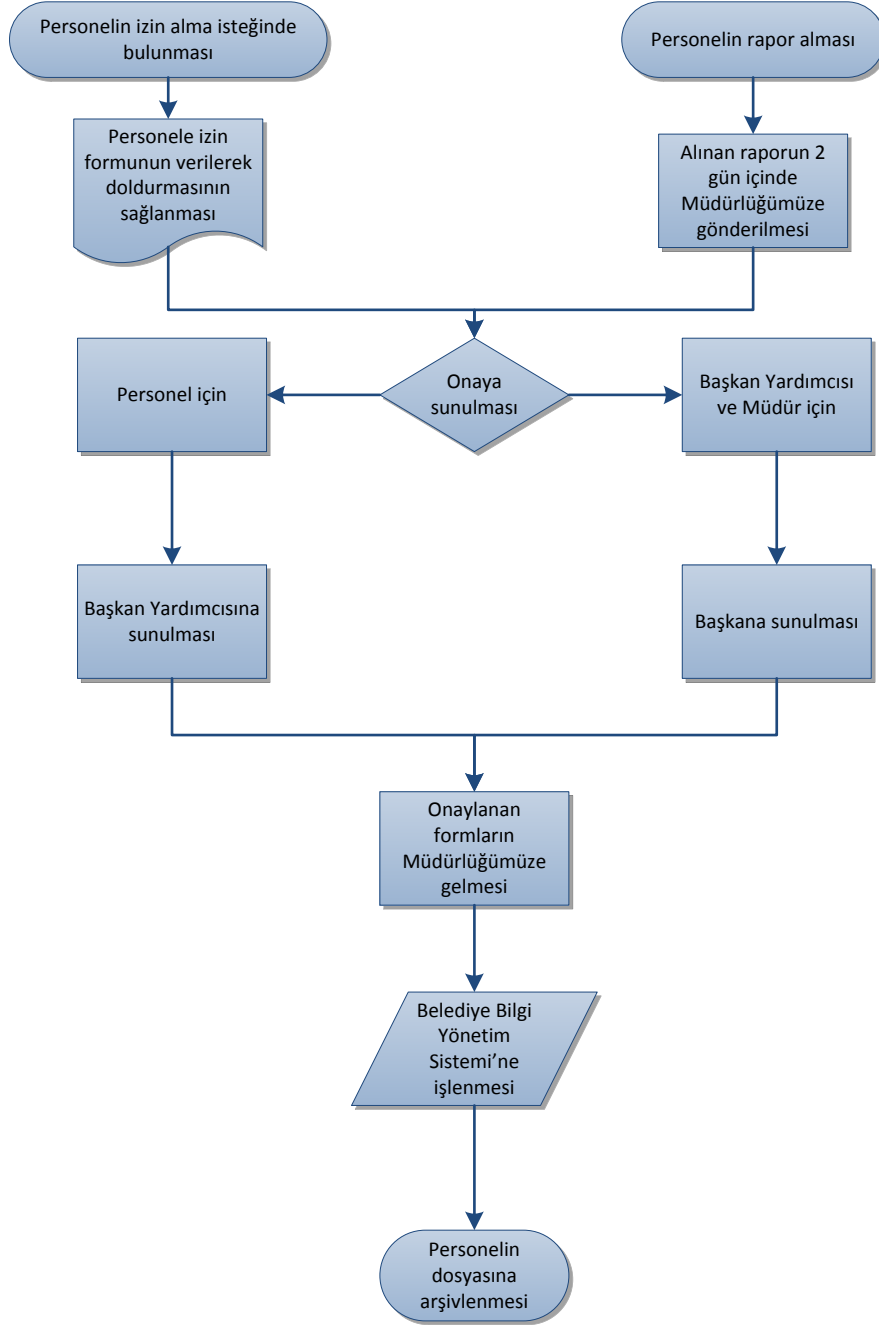 Personelin izin alma isteğinde
bulunması
Personelin rapor alması
Personele izin
formunun verilerek
doldurmasının
sağlanması
Alınan raporun 2
gün içinde
Müdürlüğümüze
gönderilmesi
Personel için
Onaya
sunulması
Başkan Yardımcısı
ve Müdür için
Başkan Yardımcısına
sunulması
Başkana sunulması
Onaylanan
formların
Müdürlüğümüze
gelmesi
Belediye Bilgi
Yönetim
Sistemi’ne
işlenmesi
Personelin
dosyasına
arşivlenmesi